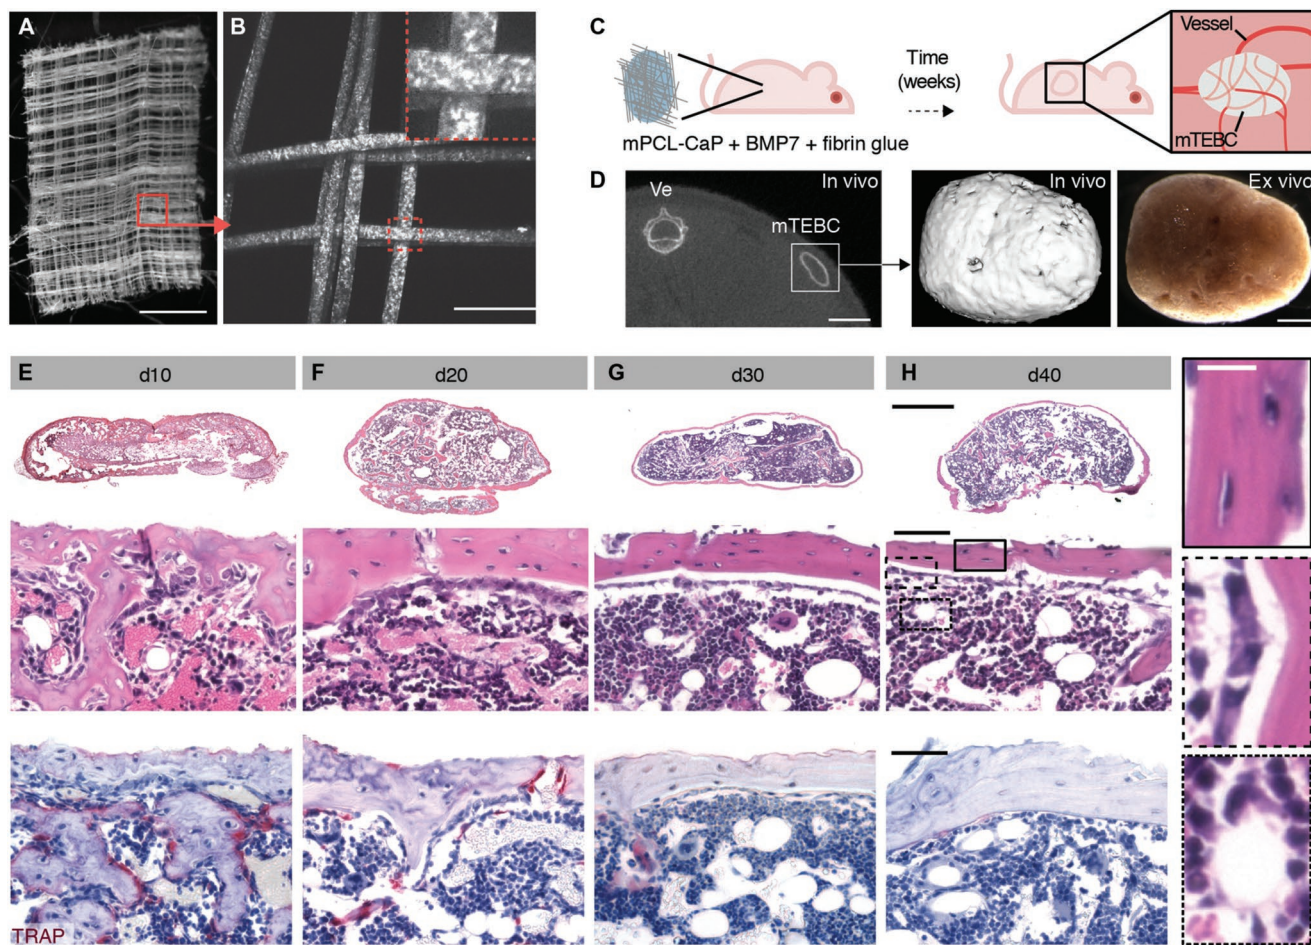 A
B
C
Time
(weeks)
Vessel
mTEBC
mPCL-CaP + BMP7 + fibrin glue
D
Ve
In vivo
mTEBC
In vivo
Ex vivo
E
d10
F
d20
G
d30
H
d40
TRAP